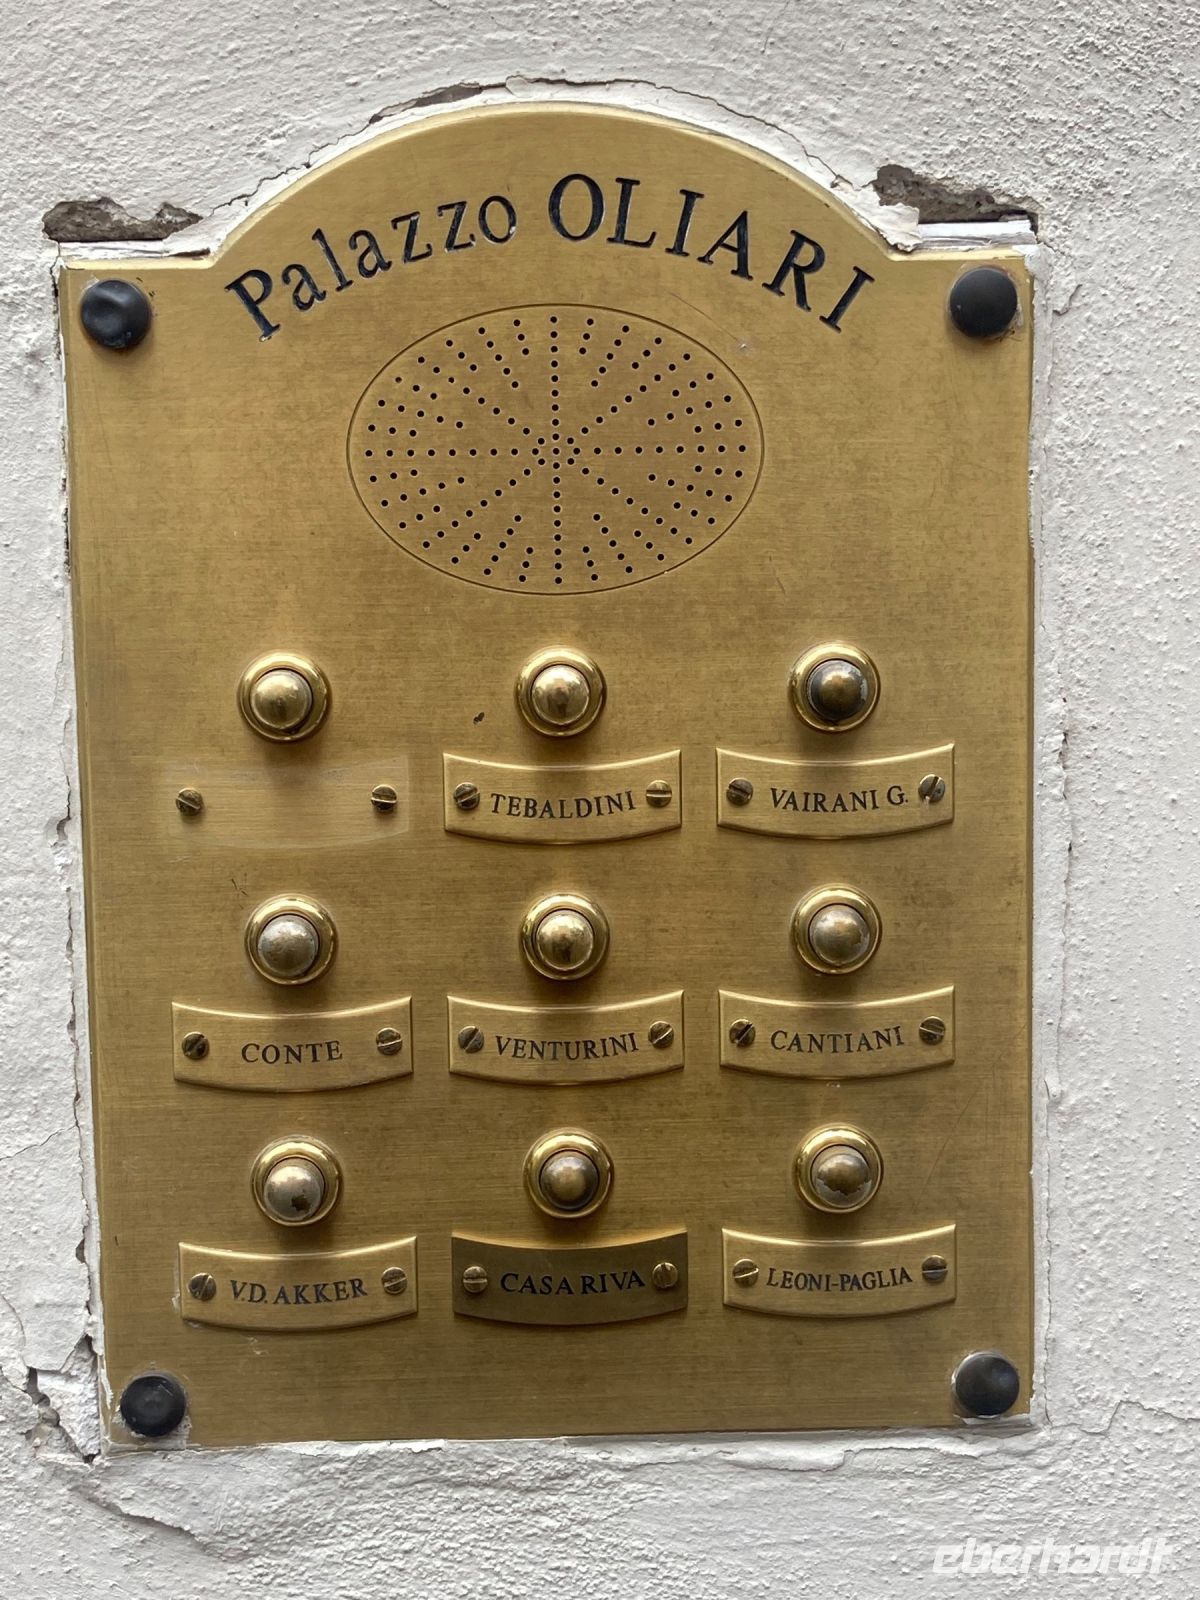 Palazzo OLIARI
TEBALDINI
VAIRANI G.
CONTE
VENTURINI
CANTIANI
V.D. AKKER
CASA RIVA
LEONI-PAGLIA
eberhardt